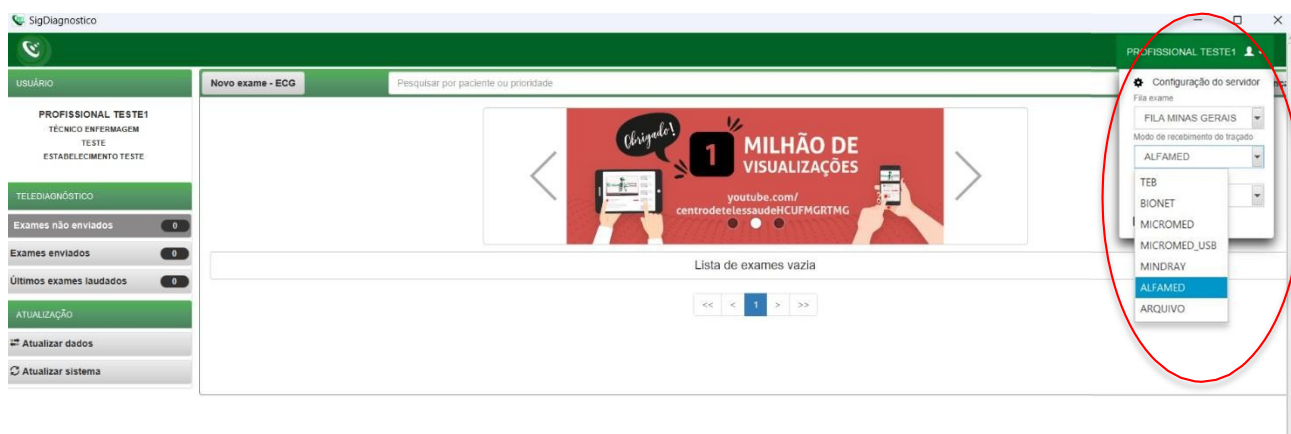 SigDiagnostico
PROFISSIONAL TESTE1
USUÁRIO
PROFISSIONAL TESTE1
TÉCNICO ENFERMAGEM
TESTE
ESTABELECIMENTO TESTE
TELEDIAGNÓSTICO
Exames não enviados 0
Exames enviados 0
Últimos exames laudados 0
ATUALIZAÇÃO
Atualizar dados
Atualizar sistema
Novo exame - ECG
Pesquisar por paciente ou prioridade
Obrigado!
1 MILHÃO DE
VISUALIZAÇÕES
youtube.com/
centrodetelessaudeHCUFMGRTMG
Lista de exames vazia
<< < 1 > >>
Configuração do servidor
Fila exame
FILA MINAS GERAIS
Modo de recebimento do traçado
ALFAMED
TEB
BIONET
MICROMED
MICROMED_USB
MINDRAY
ALFAMED
ARQUIVO